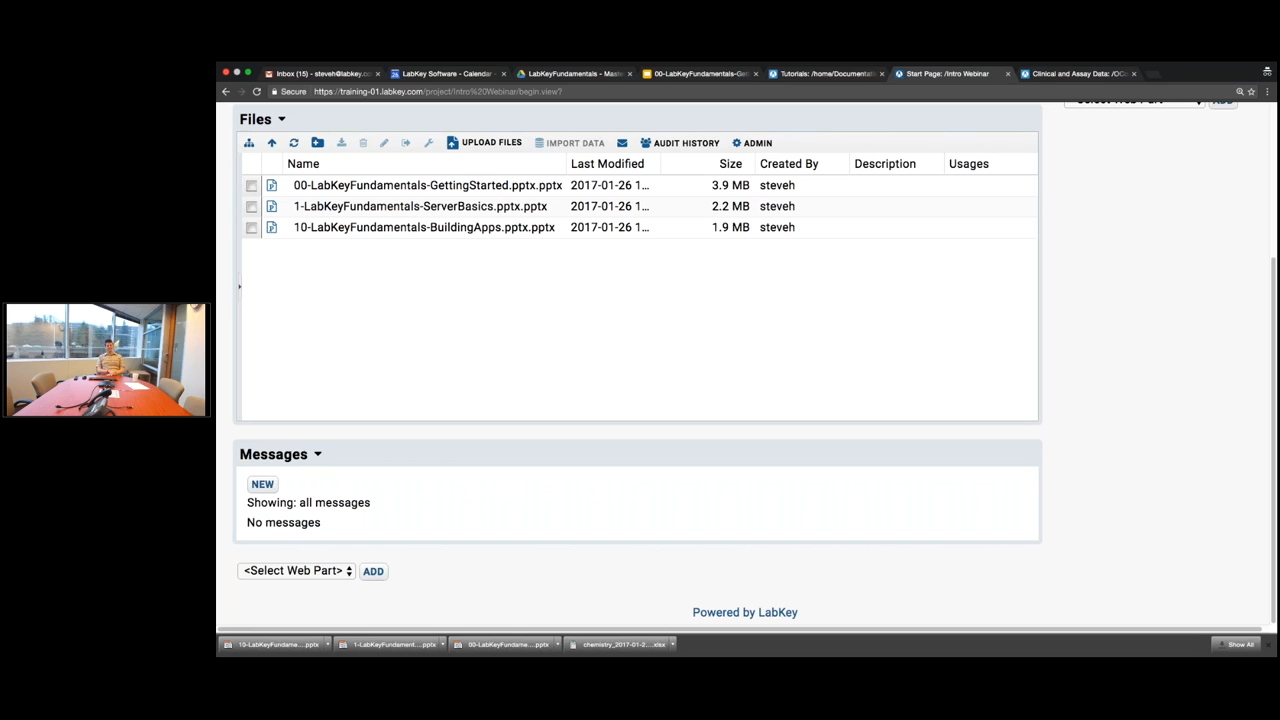 Inbox (15) - steveh@labkey.co
LabKey Software - Calendar
LabKeyFundamentals - Maste
00-LabKeyFundamentals-Get
Tutorials: /home/Documentat
Start Page: /Intro Webinar
Clinical and Assay Data: /OCo
Secure https://training-01.labkey.com/project/Intro%20Webinar/begin.view?
Files
UPLOAD FILES IMPORT DATA AUDIT HISTORY ADMIN
Name Last Modified Size Created By Description Usages
00-LabKeyFundamentals-GettingStarted.pptx.pptx 2017-01-26 1... 3.9 MB steveh
1-LabKeyFundamentals-ServerBasics.pptx.pptx 2017-01-26 1... 2.2 MB steveh
10-LabKeyFundamentals-BuildingApps.pptx.pptx 2017-01-26 1... 1.9 MB steveh
Messages
NEW
Showing: all messages
No messages
<Select Web Part> ADD
Powered by LabKey
10-LabKeyFundame....pptx 1-LabKeyFundament....pptx 00-LabKeyFundame....pptx chemistry_2017-01-2....xlsx Show All